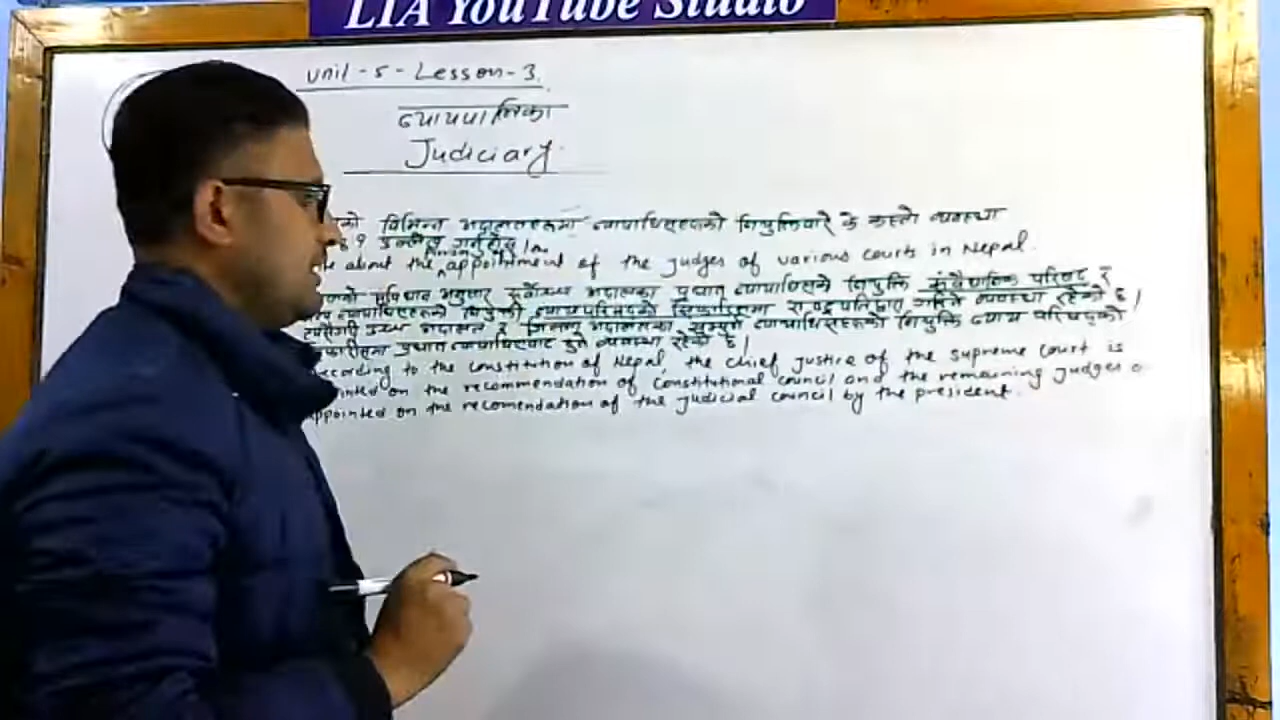 LIA YouTube Studio
Unit - 5 - Lesson - 3.
न्यायपालिका
Judiciary.
को विभिन्न अदालतहरूमा न्यायाधिशहरूको नियुक्तिबारे के कस्तो व्यवस्था
छ ? उल्लेख गर्नुहोस् ।
about the appointment of the judges of various courts in Nepal.
संविधान अनुसार सर्वोच्च अदालतका प्रधान न्यायाधिशको नियुक्ति संवैधानिक परिषद र
न्यायाधिशहरूको नियुक्ती न्यायपरिषदको सिफारिसमा राष्ट्रपतिबाट गरिने व्यवस्था रहेको छ ।
उच्च अदालत र जिल्ला अदालतका सम्पूर्ण न्यायाधिशहरूको नियुक्ति न्याय परिषदको
प्रधान न्यायाधिशबाट हुने व्यवस्था रहेको छ ।
ccording to the constitution of Nepal, the chief justice of the supreme court is
inted on the recommendation of constitutional council and the remaining judges
appointed on the recomendation of the judicial council by the president.